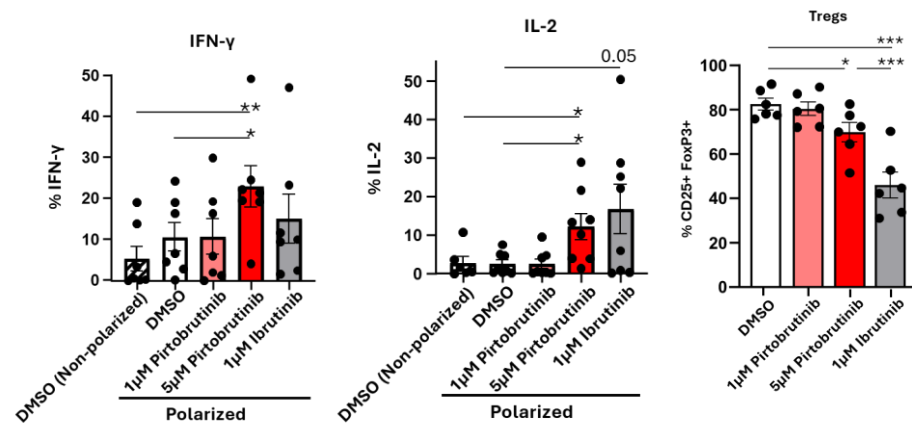 IFN-γ
% IFN-γ
50
40
30
20
10
0
**
*
DMSO (Non-polarized)
DMSO
1μM Pirtobrutinib
5μM Pirtobrutinib
1μM Ibrutinib
Polarized
IL-2
% IL-2
50
40
30
20
10
0
0.05
*
*
DMSO (Non-polarized)
DMSO
1μM Pirtobrutinib
5μM Pirtobrutinib
1μM Ibrutinib
Polarized
Tregs
% CD25+ FoxP3+
100
80
60
40
20
0
***
* ***
DMSO
1μM Pirtobrutinib
5μM Pirtobrutinib
1μM Ibrutinib